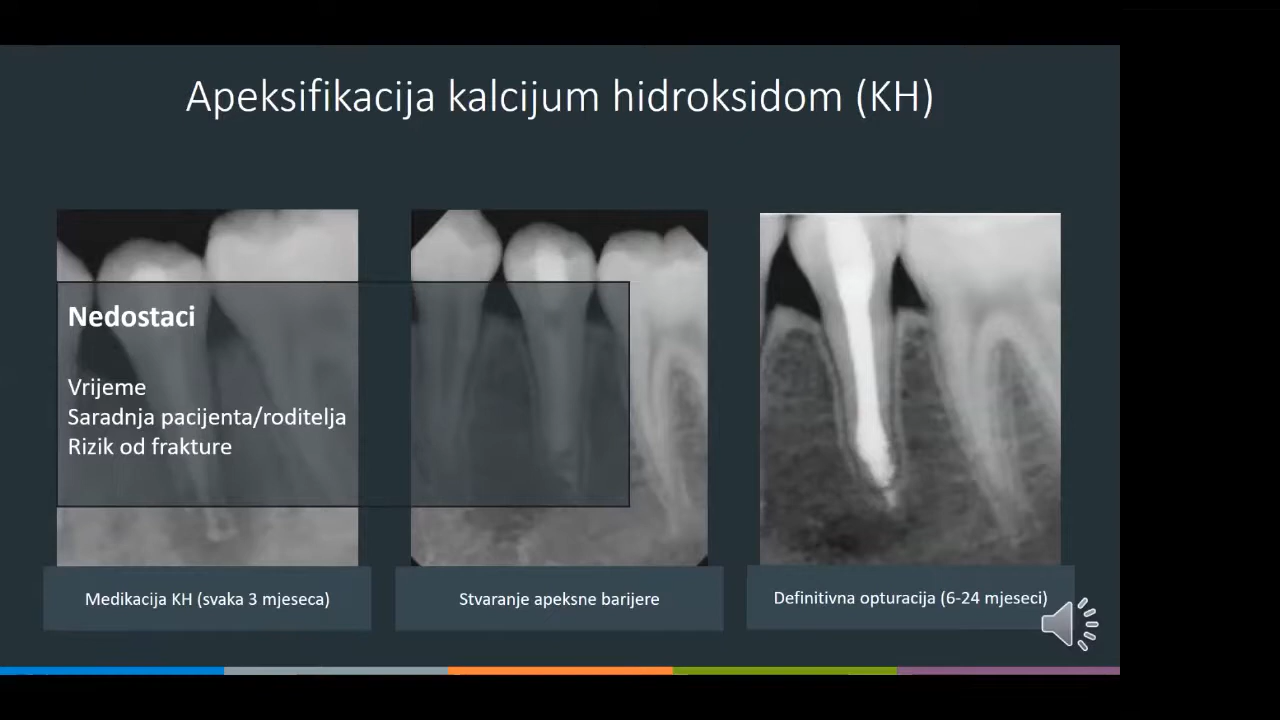 Apeksifikacija kalcijum hidroksidom (KH)
Nedostaci
Vrijeme
Saradnja pacijenta/roditelja
Rizik od frakture
Medikacija KH (svaka 3 mjeseca)
Stvaranje apeksne barijere
Definitivna opturacija (6-24 mjeseci)